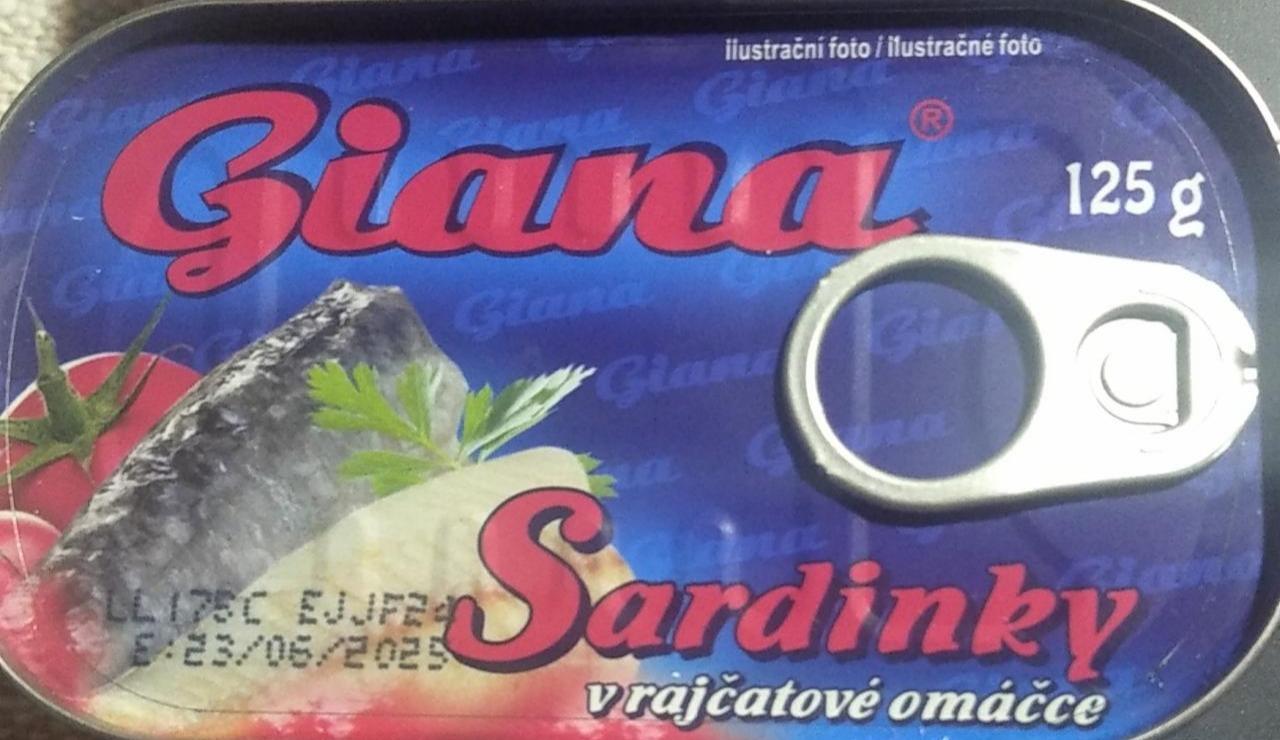 ilustrační foto / ilustračné foto
Giana®
125 g
Sardinky
v rajčatové omáčce
E:23/06/2025